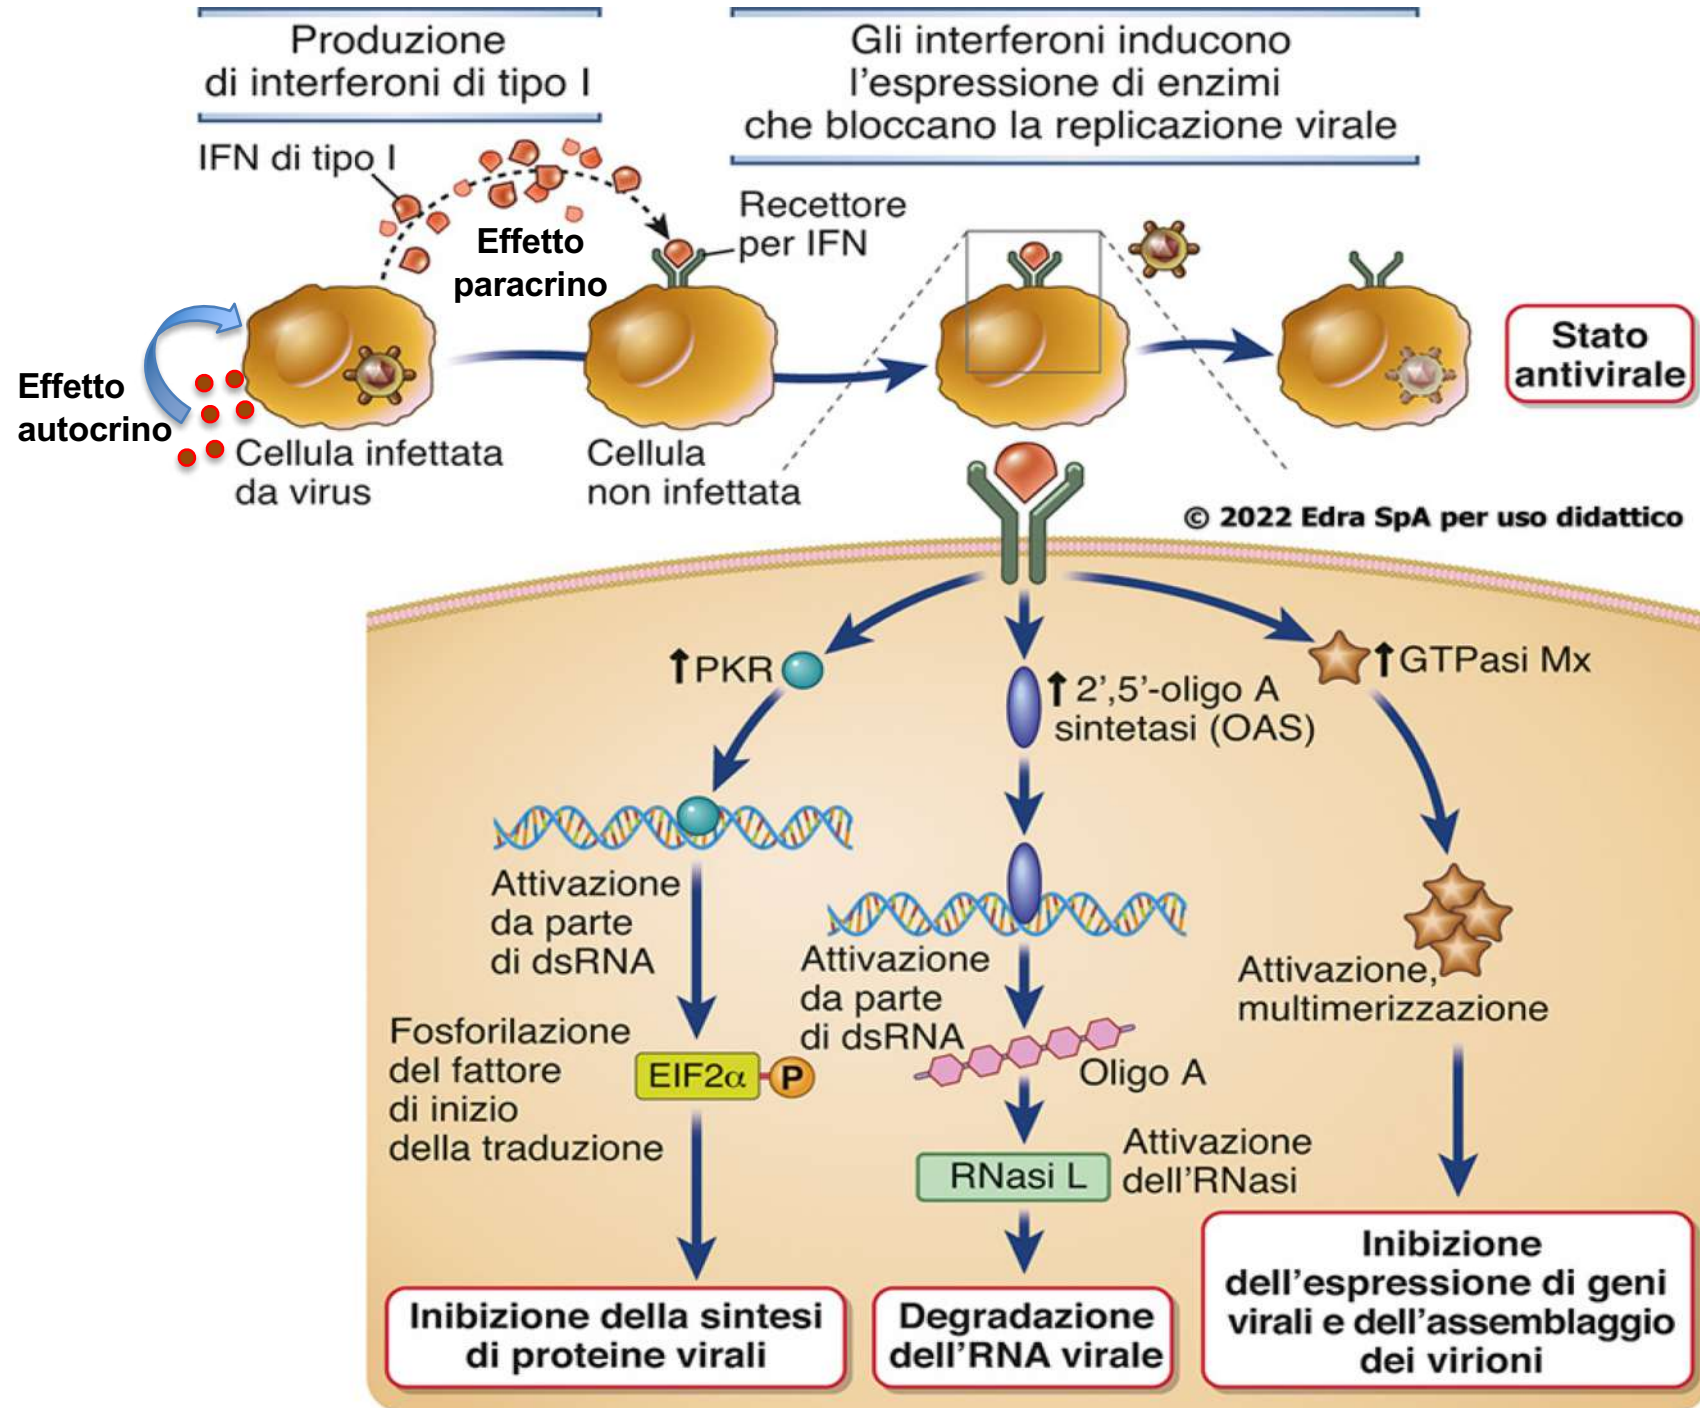 Produzione
di interferoni di tipo I
Gli interferoni inducono
l'espressione di enzimi
che bloccano la replicazione virale
IFN di tipo I
Effetto
paracrino
Recettore
per IFN
Effetto
autocrino
Cellula infettata
da virus
Cellula
non infettata
Stato
antivirale
© 2022 Edra SpA per uso didattico
↑PKR
↑ 2',5'-oligo A
sintetasi (OAS)
↑GTPasi Mx
Attivazione
da parte
di dsRNA
Attivazione
da parte
di dsRNA
Attivazione,
multimerizzazione
Fosforilazione
del fattore
di inizio
della traduzione
EIF2α P
Oligo A
RNasi L
Attivazione
dell'RNasi
Inibizione della sintesi
di proteine virali
Degradazione
dell'RNA virale
Inibizione
dell'espressione di geni
virali e dell'assemblaggio
dei virioni